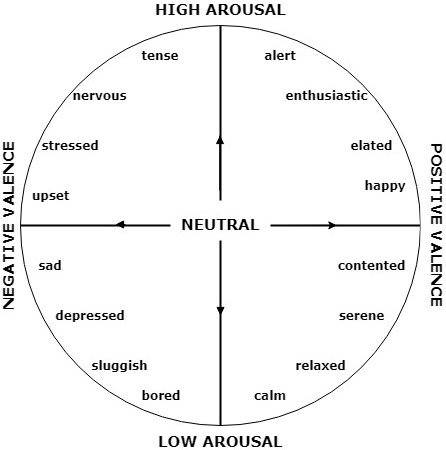 HIGH AROUSAL
tense
alert
nervous
enthusiastic
stressed
elated
upset
happy
NEGATIVE VALENCE
NEUTRAL
POSITIVE VALENCE
sad
contented
depressed
serene
sluggish
relaxed
bored
calm
LOW AROUSAL